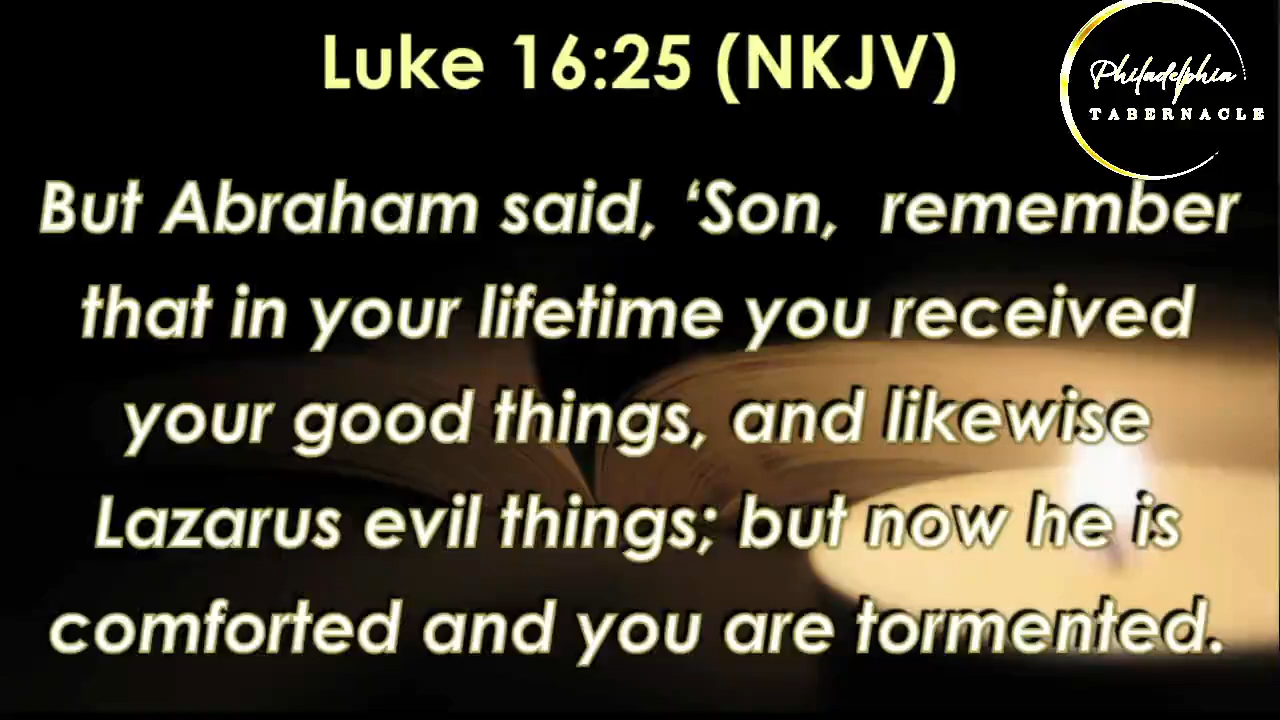 Luke 16:25 (NKJV)
Philadelphia
TABERNACLE
But Abraham said, ‘Son, remember
that in your lifetime you received
your good things, and likewise
Lazarus evil things; but now he is
comforted and you are tormented.